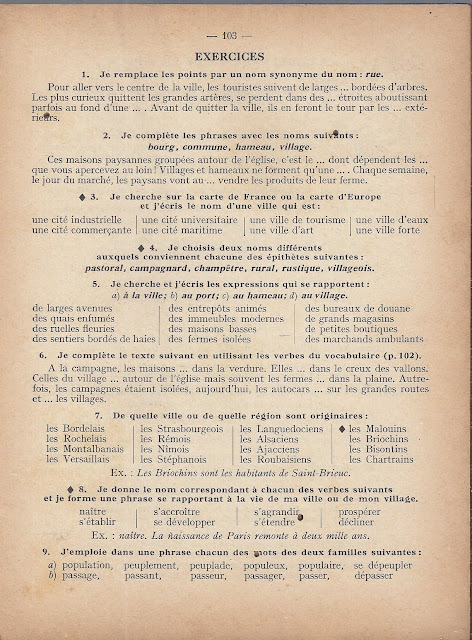 — 103 —
EXERCICES
1. Je remplace les points par un nom synonyme du nom : rue.
Pour aller vers le centre de la ville, les touristes suivent de larges ... bordées d'arbres.
Les plus curieux quittent les grandes artères, se perdent dans des ... étroites aboutissant
parfois au fond d'une ... . Avant de quitter la ville, ils en feront le tour par les ... exté-
rieurs.
2. Je complète les phrases avec les noms suivants :
bourg, commune, hameau, village.
Ces maisons paysannes groupées autour de l'église, c'est le ... dont dépendent les ...
que vous apercevez au loin! Villages et hameaux ne forment qu'une ... . Chaque semaine,
le jour du marché, les paysans vont au ... vendre les produits de leur ferme.
◆ 3. Je cherche sur la carte de France ou la carte d'Europe
et j'écris le nom d'une ville qui est :
une cité industrielle | une cité universitaire | une ville de tourisme | une ville d'eaux
une cité commerçante | une cité maritime | une ville d'art | une ville forte
◆ 4. Je choisis deux noms différents
auxquels conviennent chacune des épithètes suivantes :
pastoral, campagnard, champêtre, rural, rustique, villageois.
5. Je cherche et j'écris les expressions qui se rapportent :
a) à la ville; b) au port; c) au hameau; d) au village.
de larges avenues | des entrepôts animés | des bureaux de douane
des quais enfumés | des immeubles modernes | de grands magasins
des ruelles fleuries | des maisons basses | de petites boutiques
des sentiers bordés de haies | des fermes isolées | des marchands ambulants
6. Je complète le texte suivant en utilisant les verbes du vocabulaire (p. 102).
A la campagne, les maisons ... dans la verdure. Elles ... dans le creux des vallons.
Celles du village ... autour de l'église mais souvent les fermes ... dans la plaine. Autre-
fois, les campagnes étaient isolées, aujourd'hui, les autocars ... sur les grandes routes
et ... les villages.
7. De quelle ville ou de quelle région sont originaires :
les Bordelais | les Strasbourgeois | les Languedociens | ◆ les Malouins
les Rochelais | les Rémois | les Alsaciens | les Briochins
les Montalbanais | les Nimois | les Ajacciens | les Bisontins
les Versaillais | les Stéphanois | les Roubaisiens | les Chartrains
Ex. : Les Briochins sont les habitants de Saint-Brieuc.
◆ 8. Je donne le nom correspondant à chacun des verbes suivants
et je forme une phrase se rapportant à la vie de ma ville ou de mon village.
naître | s'accroître | s'agrandir | prospérer
s'établir | se développer | s'étendre | décliner
Ex. : naître. La naissance de Paris remonte à deux mille ans.
9. J'emploie dans une phrase chacun des mots des deux familles suivantes :
a) population, peuplement, peuplade, populeux, populaire, se dépeupler
b) passage, passant, passeur, passager, passer, dépasser